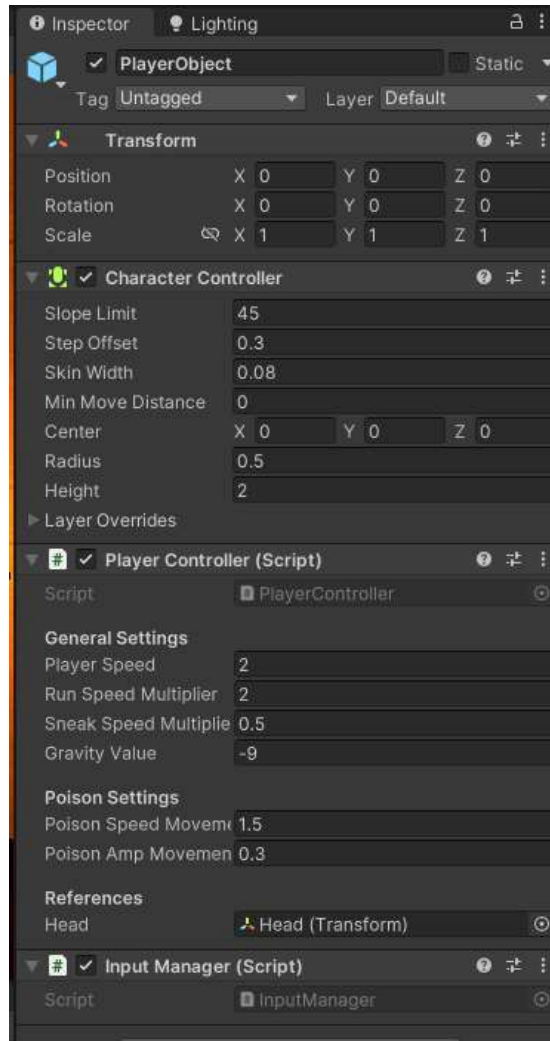 Inspector Lighting
PlayerObject Static
Tag Untagged Layer Default
Transform
Position X 0 Y 0 Z 0
Rotation X 0 Y 0 Z 0
Scale X 1 Y 1 Z 1
Character Controller
Slope Limit 45
Step Offset 0.3
Skin Width 0.08
Min Move Distance 0
Center X 0 Y 0 Z 0
Radius 0.5
Height 2
Layer Overrides
# Player Controller (Script)
Script PlayerController
General Settings
Player Speed 2
Run Speed Multiplier 2
Sneak Speed Multiplie 0.5
Gravity Value -9
Poison Settings
Poison Speed Movem 1.5
Poison Amp Movemen 0.3
References
Head Head (Transform)
# Input Manager (Script)
Script InputManager